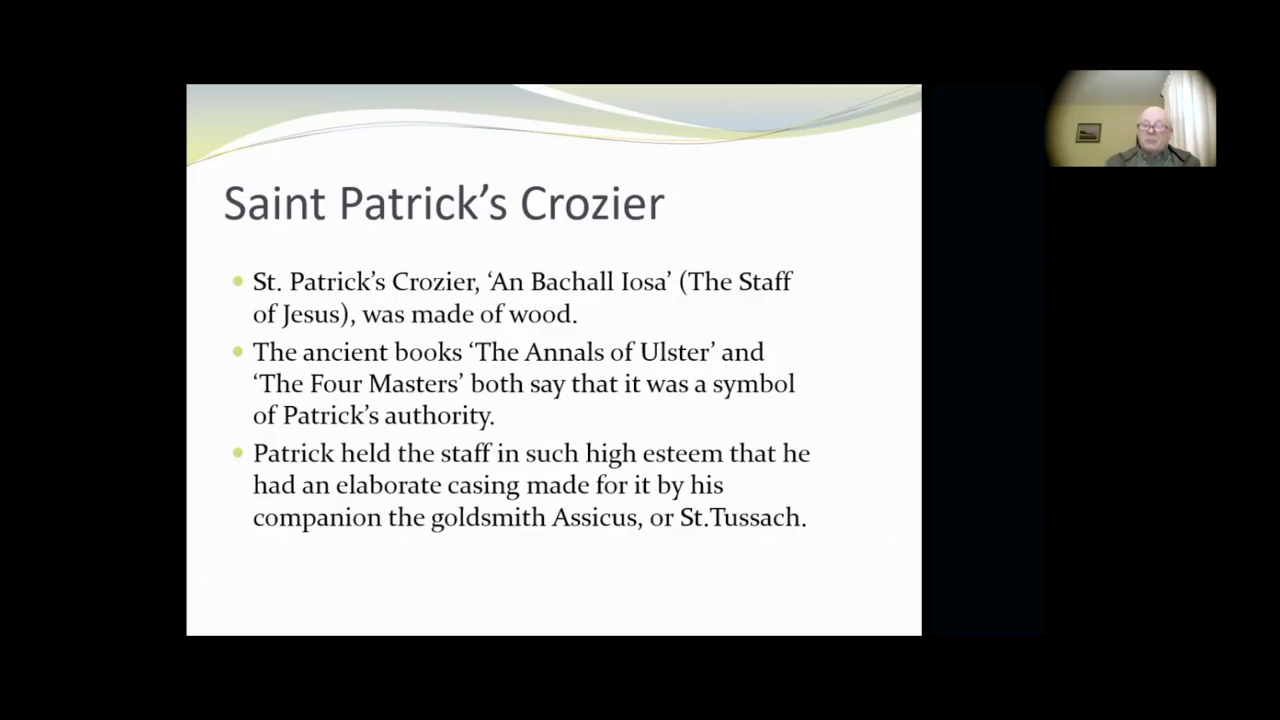 Saint Patrick’s Crozier
St. Patrick’s Crozier, ‘An Bachall Iosa’ (The Staff
of Jesus), was made of wood.
The ancient books ‘The Annals of Ulster’ and
‘The Four Masters’ both say that it was a symbol
of Patrick’s authority.
Patrick held the staff in such high esteem that he
had an elaborate casing made for it by his
companion the goldsmith Assicus, or St.Tussach.